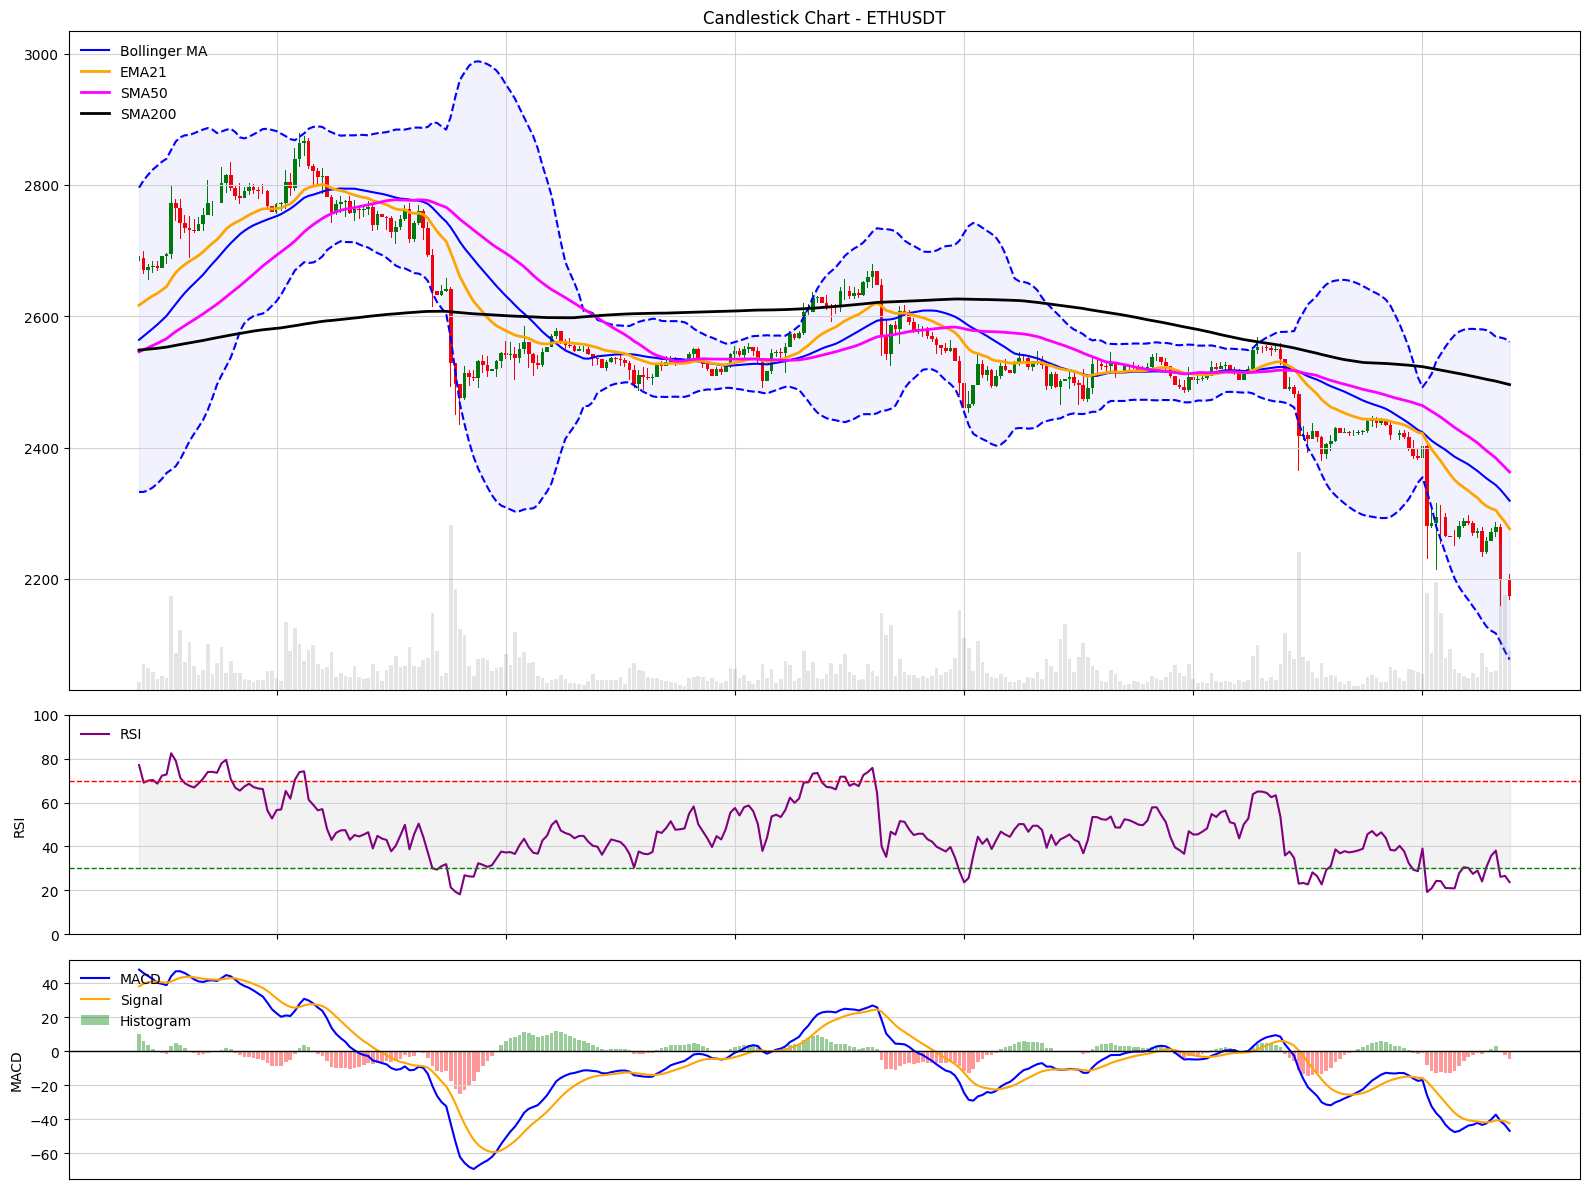 Candlestick Chart - ETHUSDT
3000
2800
2600
2400
2200
Bollinger MA
EMA21
SMA50
SMA200
100
80
60
40
20
0
RSI
RSI
40
20
0
−20
−40
−60
MACD
MACD
Signal
Histogram